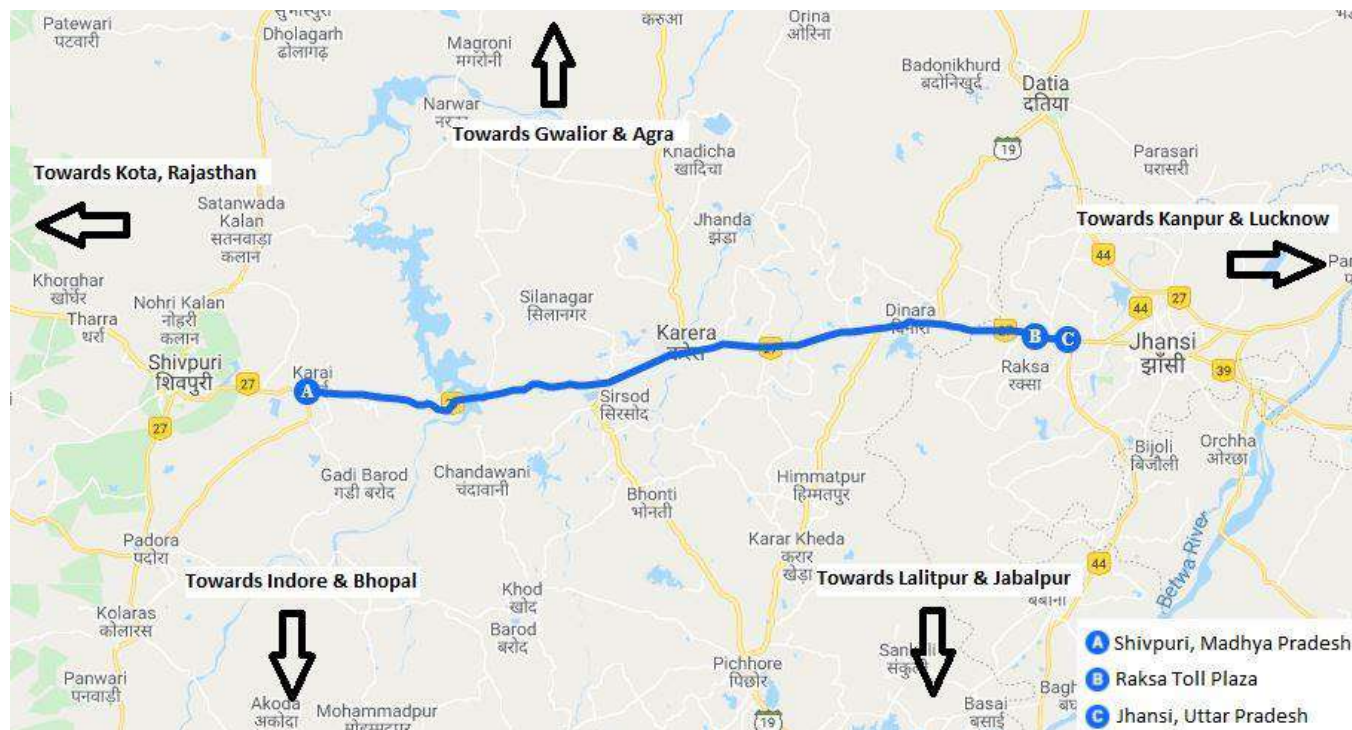 Patewari
पटवारी
Dholagarh
ढोलागढ़
Magroni
मगरोनी
करुआ
Orina
ओरिना
Badonikhurd
बदोनिखुर्द
Datia
दतिया
Narwar
Towards Gwalior & Agra
19
Knadicha
खादिचा
Parasari
परासरी
Towards Kota, Rajasthan
Satanwada
Kalan
सतनवाड़ा
कलान
Jhanda
झंडा
Towards Kanpur & Lucknow
44
Khorghar
खोर्घर
Nohri Kalan
नोहरी
कलान
Tharra
थर्रा
Silanagar
सिलानगर
Dinara
44
27
Karera
27
B
C
Jhansi
झाँसी
Shivpuri
शिवपुरी
27
Karai
A
Raksa
रक्सा
39
27
Sirsod
सिरसोद
Gadi Barod
गडी बरोद
Chandawani
चंदावानी
Bhonti
भोनती
Himmatpur
हिम्मतपुर
Bijoli
बिजौली
Orchha
ओरछा
Padora
पदोरा
Karar Kheda
करार
खेड़ा
Betwa River
44
Towards Indore & Bhopal
Towards Lalitpur & Jabalpur
Kolaras
कोलारस
Khod
खोद
Barod
बरोद
Panwari
पनवाड़ी
Pichhore
पिछोर
Akoda
अकोदा
Mohammadpur
19
Basai
बसाई
A Shivpuri, Madhya Pradesh
B Raksa Toll Plaza
C Jhansi, Uttar Pradesh